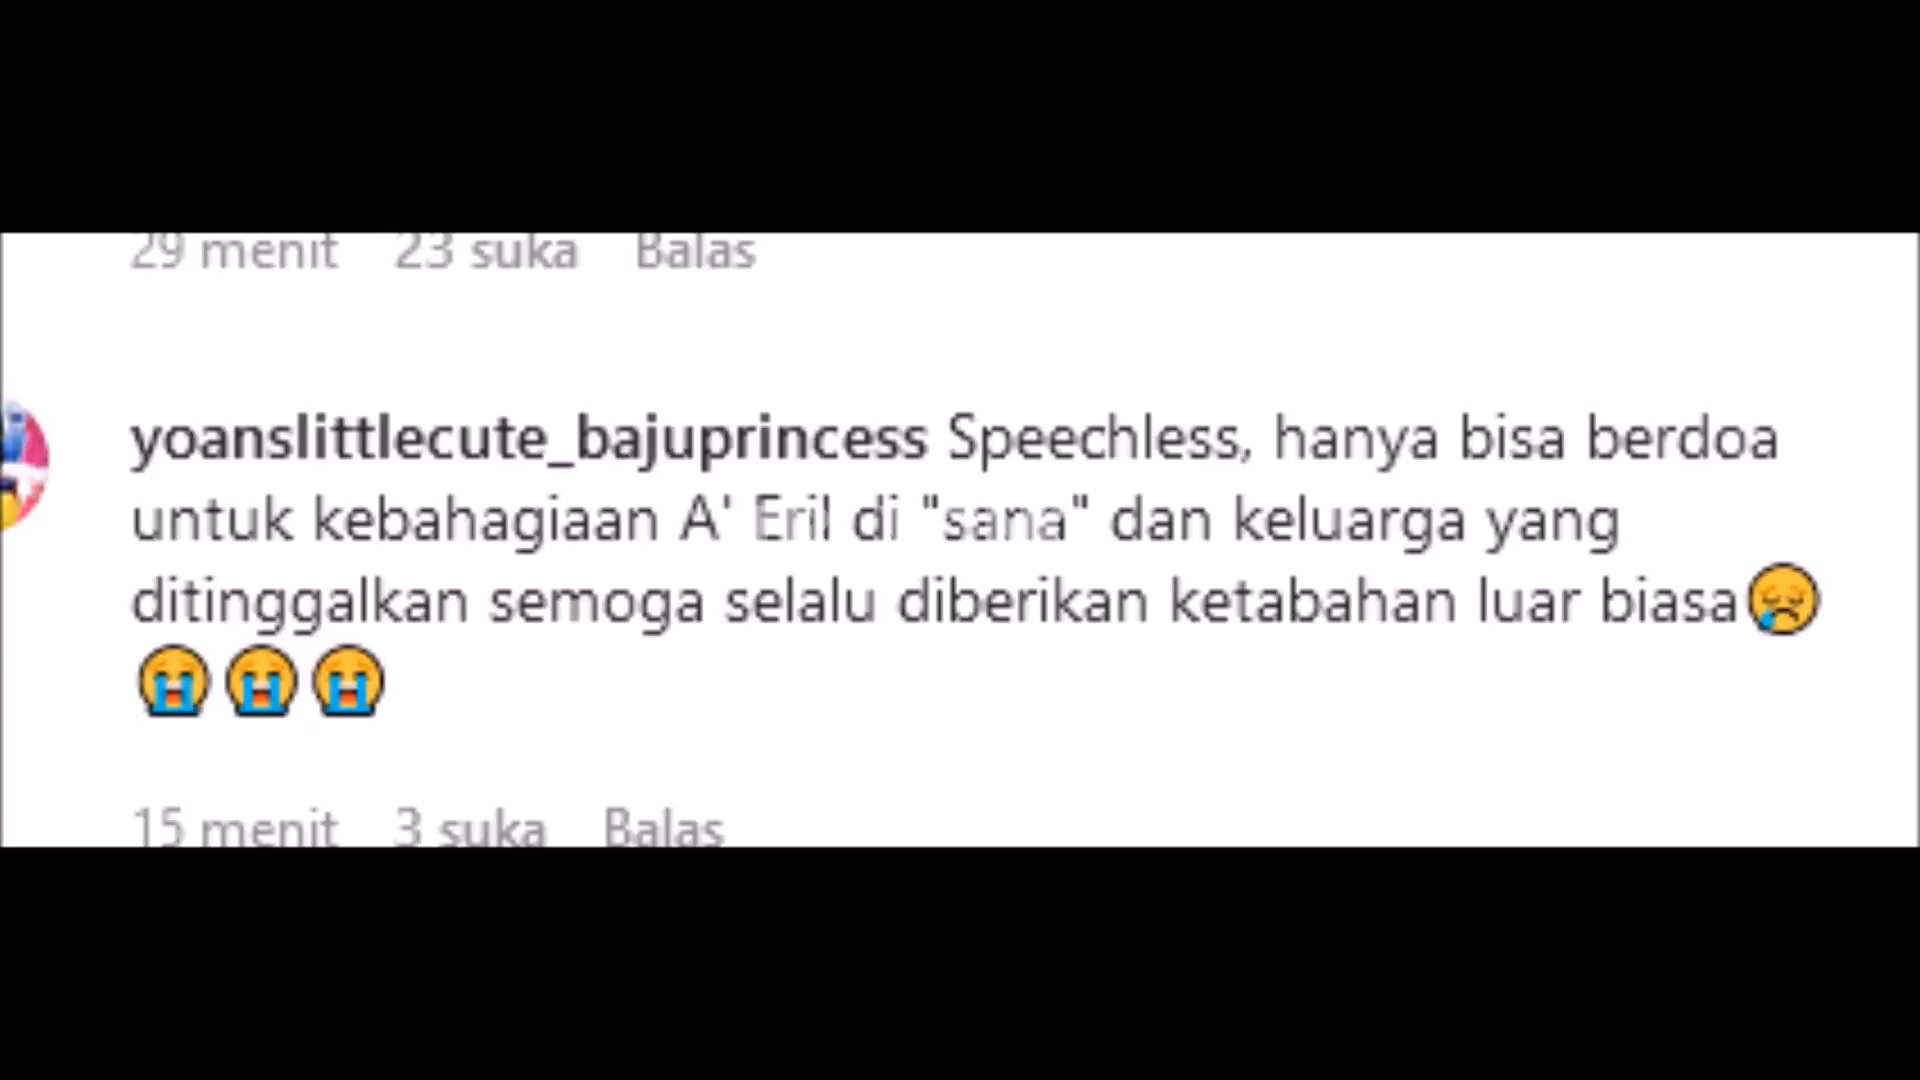 29 menit 23 suka Balas
yoanslittlecute_bajuprincess Speechless, hanya bisa berdoa
untuk kebahagiaan A' Eril di "sana" dan keluarga yang
ditinggalkan semoga selalu diberikan ketabahan luar biasa😢
😭😭😭
15 menit 3 suka Balas